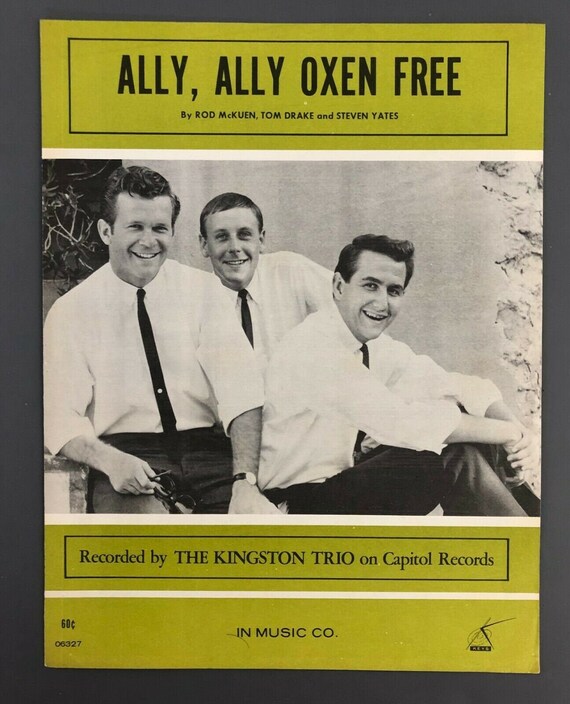 ALLY, ALLY OXEN FREE
By ROD McKUEN, TOM DRAKE and STEVEN YATES
Recorded by THE KINGSTON TRIO on Capitol Records
60¢
06327
IN MUSIC CO.
KEYS